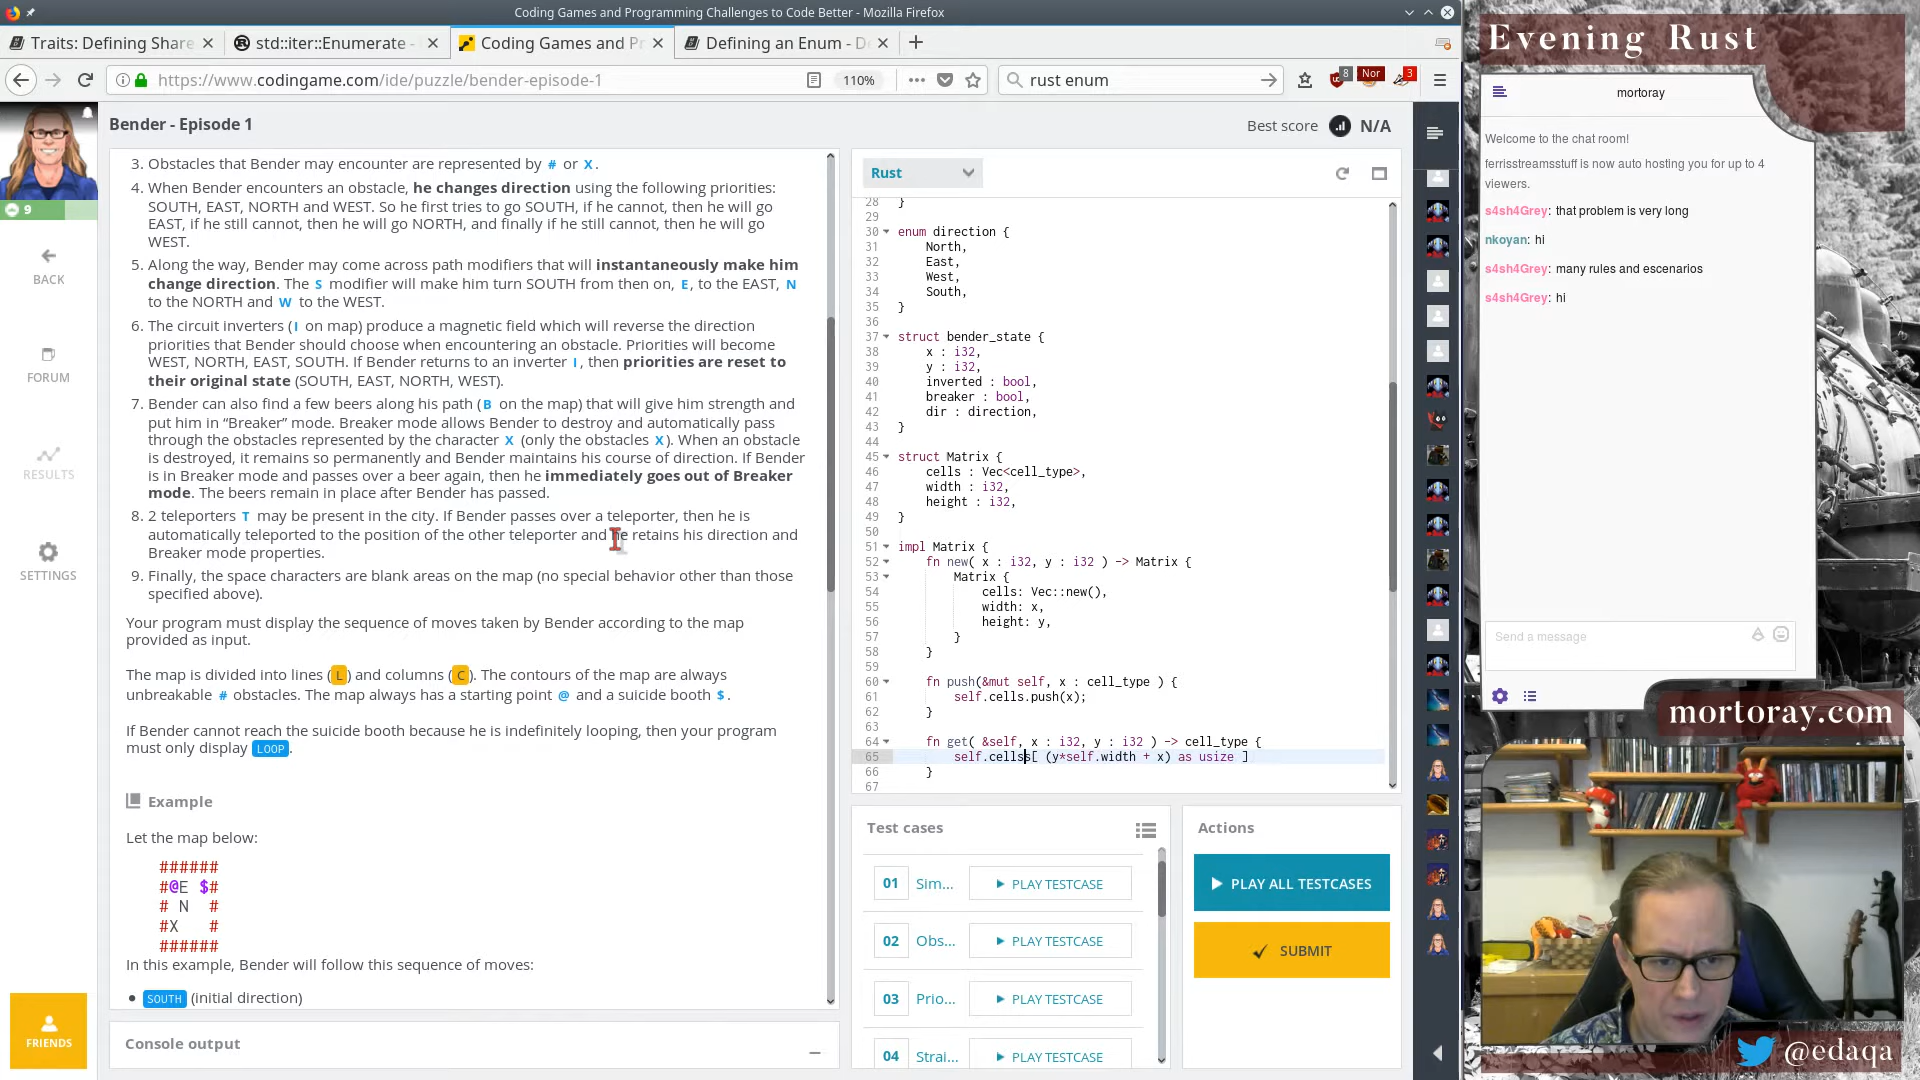 Coding Games and Programming Challenges to Code Better - Mozilla Firefox
Traits: Defining Share
std::iter::Enumerate -
Coding Games and Pr
Defining an Enum - D
https://www.codingame.com/ide/puzzle/bender-episode-1
110%
rust enum
8
Nor
3
Bender - Episode 1
Best score
N/A
9
BACK
FORUM
RESULTS
SETTINGS
FRIENDS
3. Obstacles that Bender may encounter are represented by # or X.
4. When Bender encounters an obstacle, he changes direction using the following priorities:
SOUTH, EAST, NORTH and WEST. So he first tries to go SOUTH, if he cannot, then he will go
EAST, if he still cannot, then he will go NORTH, and finally if he still cannot, then he will go
WEST.
5. Along the way, Bender may come across path modifiers that will instantaneously make him
change direction. The S modifier will make him turn SOUTH from then on, E, to the EAST, N
to the NORTH and W to the WEST.
6. The circuit inverters (I on map) produce a magnetic field which will reverse the direction
priorities that Bender should choose when encountering an obstacle. Priorities will become
WEST, NORTH, EAST, SOUTH. If Bender returns to an inverter I, then priorities are reset to
their original state (SOUTH, EAST, NORTH, WEST).
7. Bender can also find a few beers along his path (B on the map) that will give him strength and
put him in “Breaker” mode. Breaker mode allows Bender to destroy and automatically pass
through the obstacles represented by the character X (only the obstacles X). When an obstacle
is destroyed, it remains so permanently and Bender maintains his course of direction. If Bender
is in Breaker mode and passes over a beer again, then he immediately goes out of Breaker
mode. The beers remain in place after Bender has passed.
8. 2 teleporters T may be present in the city. If Bender passes over a teleporter, then he is
automatically teleported to the position of the other teleporter and he retains his direction and
Breaker mode properties.
9. Finally, the space characters are blank areas on the map (no special behavior other than those
specified above).
Your program must display the sequence of moves taken by Bender according to the map
provided as input.
The map is divided into lines (L) and columns (C). The contours of the map are always
unbreakable # obstacles. The map always has a starting point @ and a suicide booth $.
If Bender cannot reach the suicide booth because he is indefinitely looping, then your program
must only display LOOP.
Example
Let the map below:
######
#@E $#
# N  #
#X   #
######
In this example, Bender will follow this sequence of moves:
• SOUTH (initial direction)
Console output
Rust
28 }
29
30 enum direction {
31 North,
32 East,
33 West,
34 South,
35 }
36
37 struct bender_state {
38 x : i32,
39 y : i32,
40 inverted : bool,
41 breaker : bool,
42 dir : direction,
43 }
44
45 struct Matrix {
46 cells : Vec<cell_type>,
47 width : i32,
48 height : i32,
49 }
50
51 impl Matrix {
52 fn new( x : i32, y : i32 ) -> Matrix {
53 Matrix {
54 cells: Vec::new(),
55 width: x,
56 height: y,
57 }
58 }
59
60 fn push(&mut self, x : cell_type ) {
61 self.cells.push(x);
62 }
63
64 fn get( &self, x : i32, y : i32 ) -> cell_type {
65 self.cellss[ (y*self.width + x) as usize ]
66 }
67
Test cases
01 Sim... PLAY TESTCASE
02 Obs... PLAY TESTCASE
03 Prio... PLAY TESTCASE
04 Strai... PLAY TESTCASE
Actions
PLAY ALL TESTCASES
SUBMIT
Evening Rust
mortoray
Welcome to the chat room!
ferrisstreamsstuff is now auto hosting you for up to 4
viewers.
s4sh4Grey: that problem is very long
nkoyan: hi
s4sh4Grey: many rules and escenarios
s4sh4Grey: hi
Send a message
mortoray.com
@edaqa